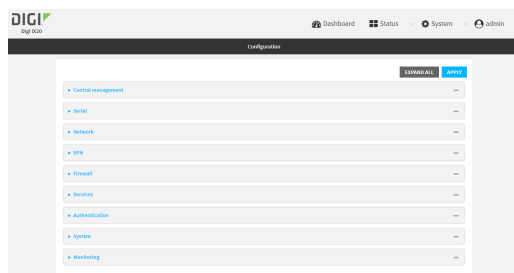 DIGI
Digi IX20
Dashboard Status System admin
Configuration
EXPAND ALL APPLY
Central management
Serial
Network
VPN
Firewall
Services
Authentication
System
Monitoring